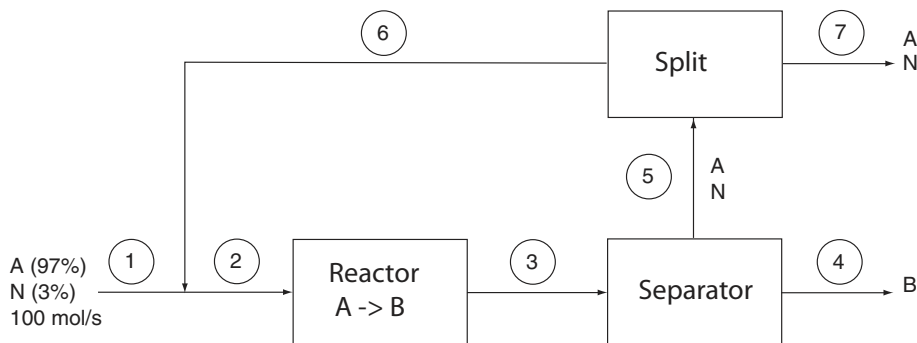 6
Split
7
A
N
5
A
N
A (97%)
N (3%)
100 mol/s
1
2
Reactor
A -> B
3
Separator
4
B